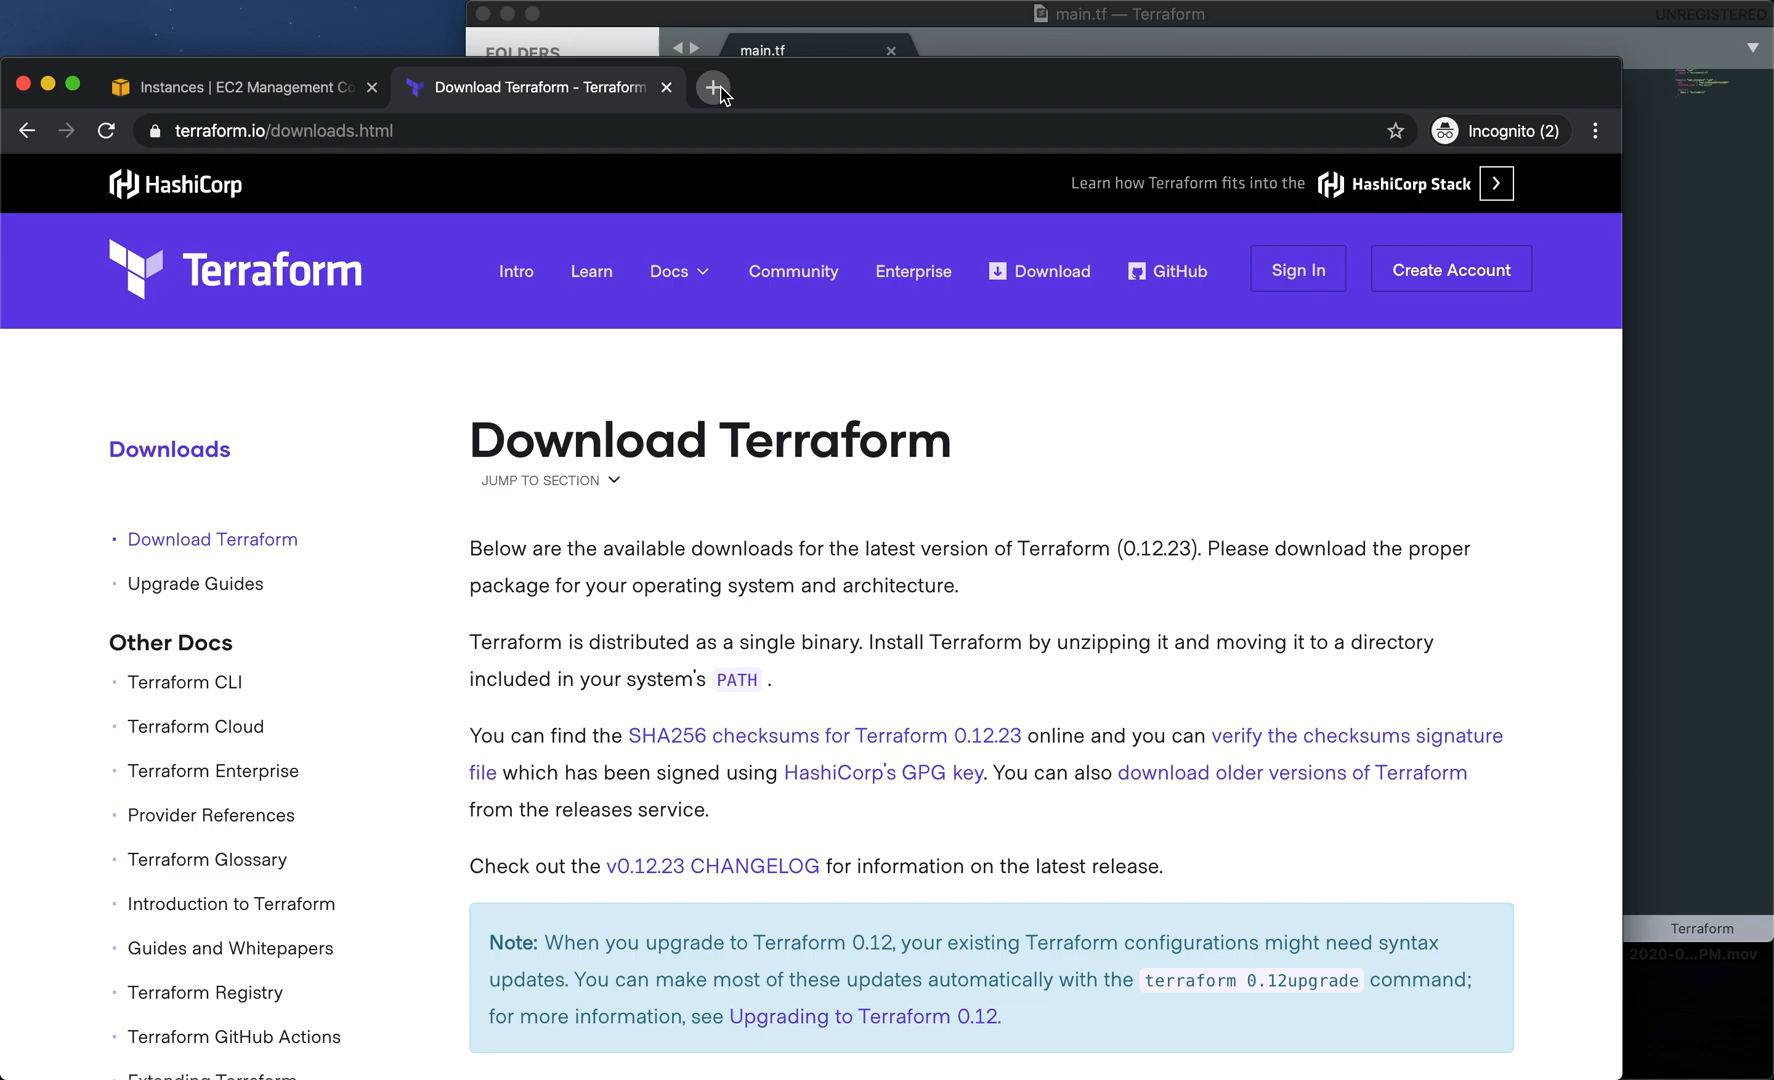 main.tf — Terraform
UNREGISTERED
FOLDERS
main.tf
Instances | EC2 Management Co
Download Terraform - Terraform
terraform.io/downloads.html
Incognito (2)
HashiCorp
Learn how Terraform fits into the
HashiCorp Stack
Terraform
Intro
Learn
Docs
Community
Enterprise
Download
GitHub
Sign In
Create Account
Downloads
Download Terraform
Upgrade Guides
Other Docs
Terraform CLI
Terraform Cloud
Terraform Enterprise
Provider References
Terraform Glossary
Introduction to Terraform
Guides and Whitepapers
Terraform Registry
Terraform GitHub Actions
Extending Terraform
Download Terraform
JUMP TO SECTION
Below are the available downloads for the latest version of Terraform (0.12.23). Please download the proper
package for your operating system and architecture.
Terraform is distributed as a single binary. Install Terraform by unzipping it and moving it to a directory
included in your system's PATH .
You can find the SHA256 checksums for Terraform 0.12.23 online and you can verify the checksums signature
file which has been signed using HashiCorp's GPG key. You can also download older versions of Terraform
from the releases service.
Check out the v0.12.23 CHANGELOG for information on the latest release.
Note: When you upgrade to Terraform 0.12, your existing Terraform configurations might need syntax
updates. You can make most of these updates automatically with the terraform 0.12upgrade command;
for more information, see Upgrading to Terraform 0.12.
Terraform
2020-0...PM.mov